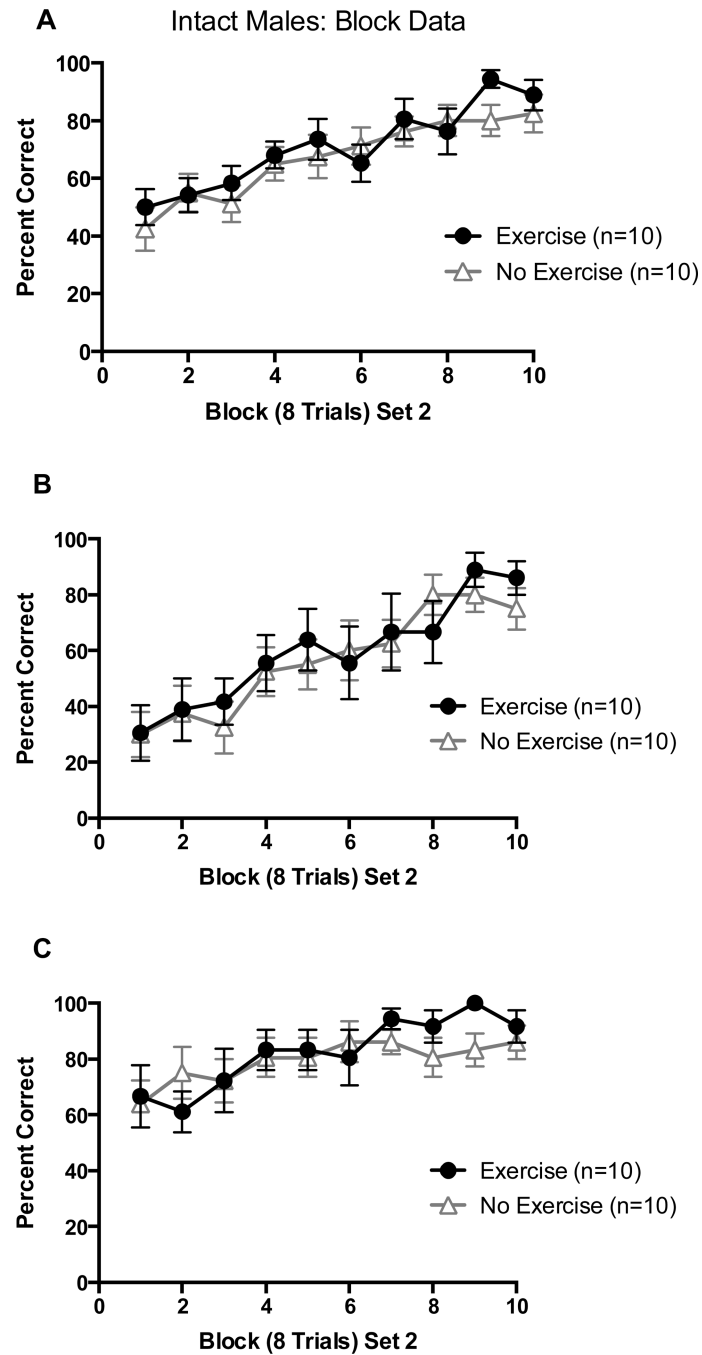 A
Intact Males: Block Data
100
80
60
40
20
0
Percent Correct
Exercise (n=10)
No Exercise (n=10)
0 2 4 6 8 10
Block (8 Trials) Set 2
B
100
80
60
40
20
0
Percent Correct
Exercise (n=10)
No Exercise (n=10)
0 2 4 6 8 10
Block (8 Trials) Set 2
C
100
80
60
40
20
0
Percent Correct
Exercise (n=10)
No Exercise (n=10)
0 2 4 6 8 10
Block (8 Trials) Set 2